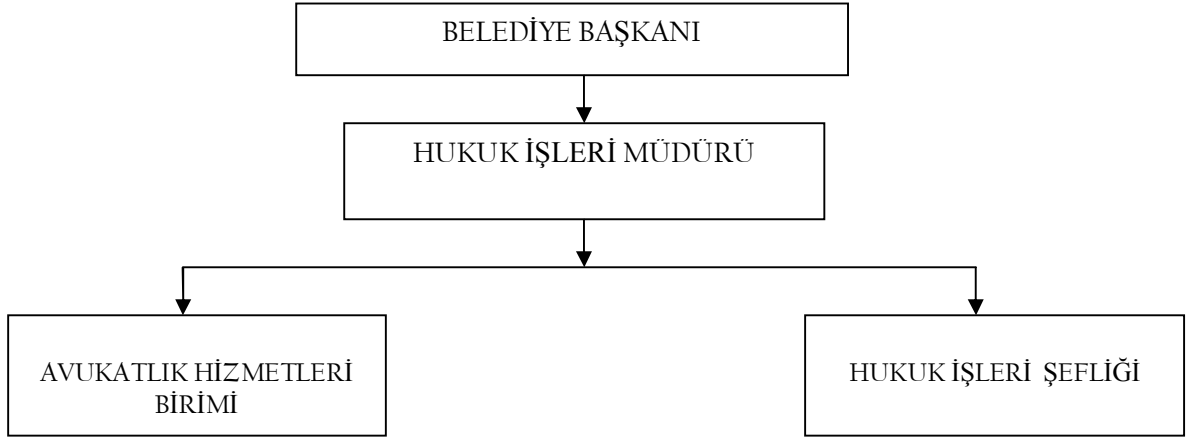 BELEDİYE BAŞKANI
HUKUK İŞLERİ MÜDÜRÜ
AVUKATLIK HİZMETLERİ
BİRİMİ
HUKUK İŞLERİ ŞEFLİĞİ